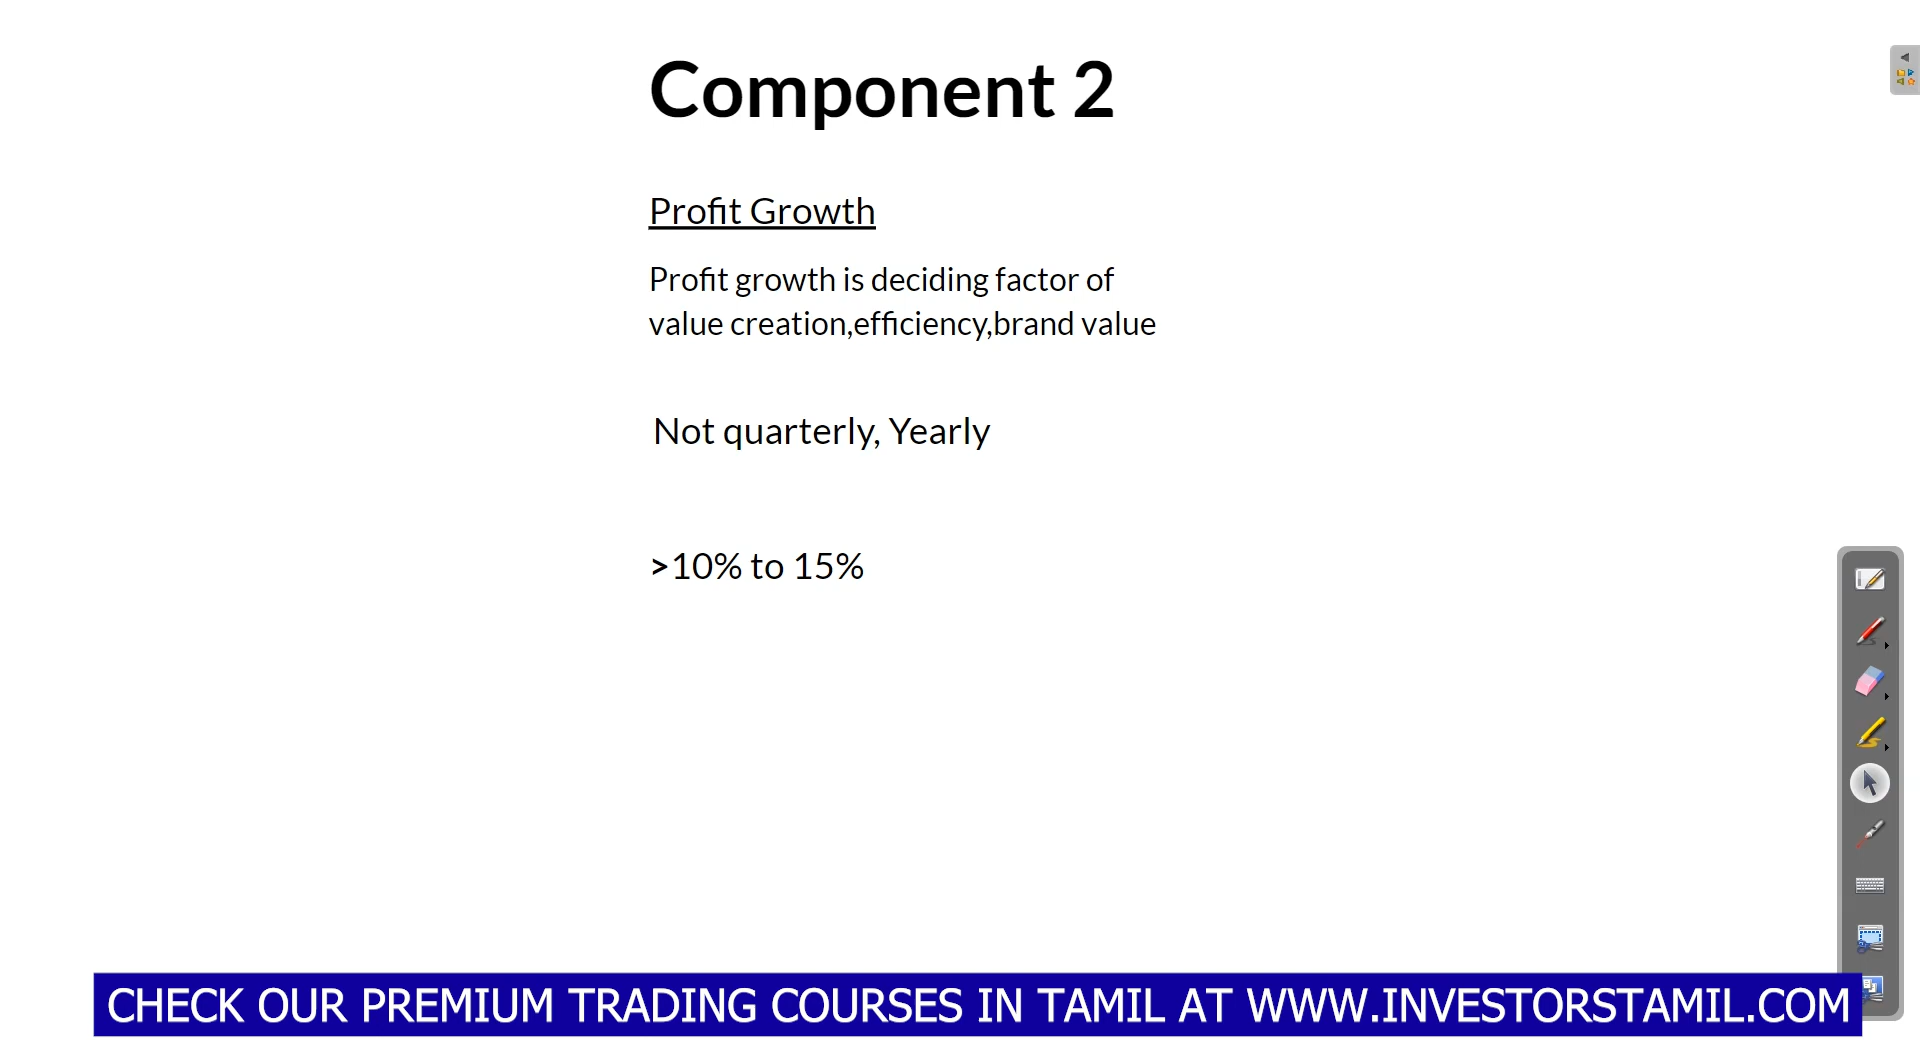 Component 2
Profit Growth
Profit growth is deciding factor of
value creation,efficiency,brand value
Not quarterly, Yearly
>10% to 15%
CHECK OUR PREMIUM TRADING COURSES IN TAMIL AT WWW.INVESTORSTAMIL.COM